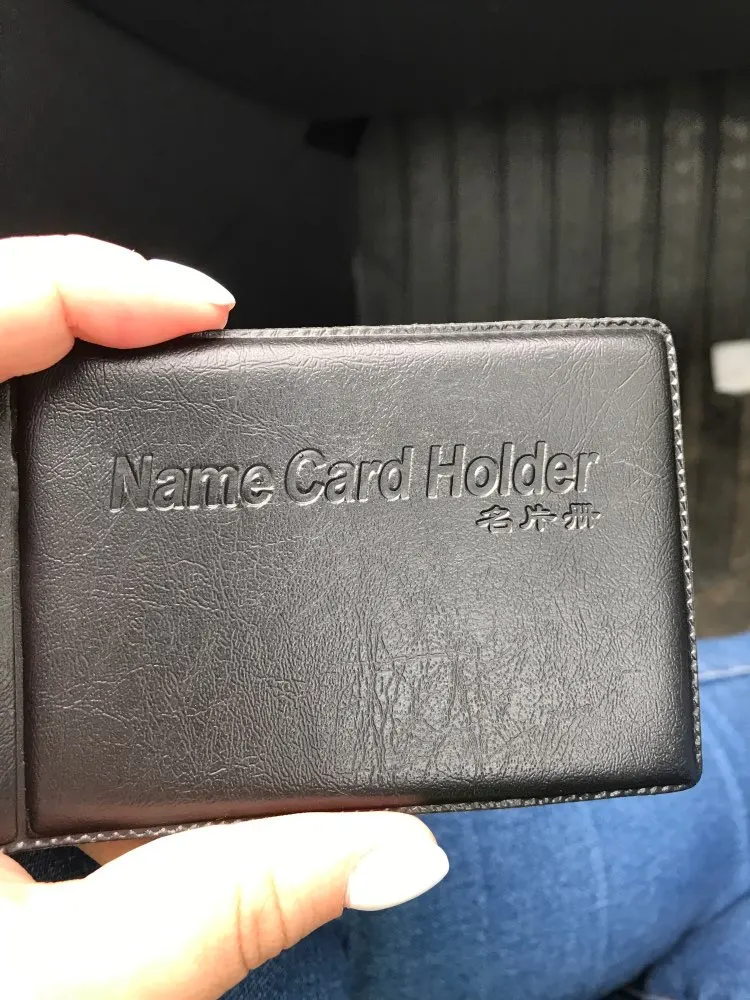 Name Card Holder
名片册